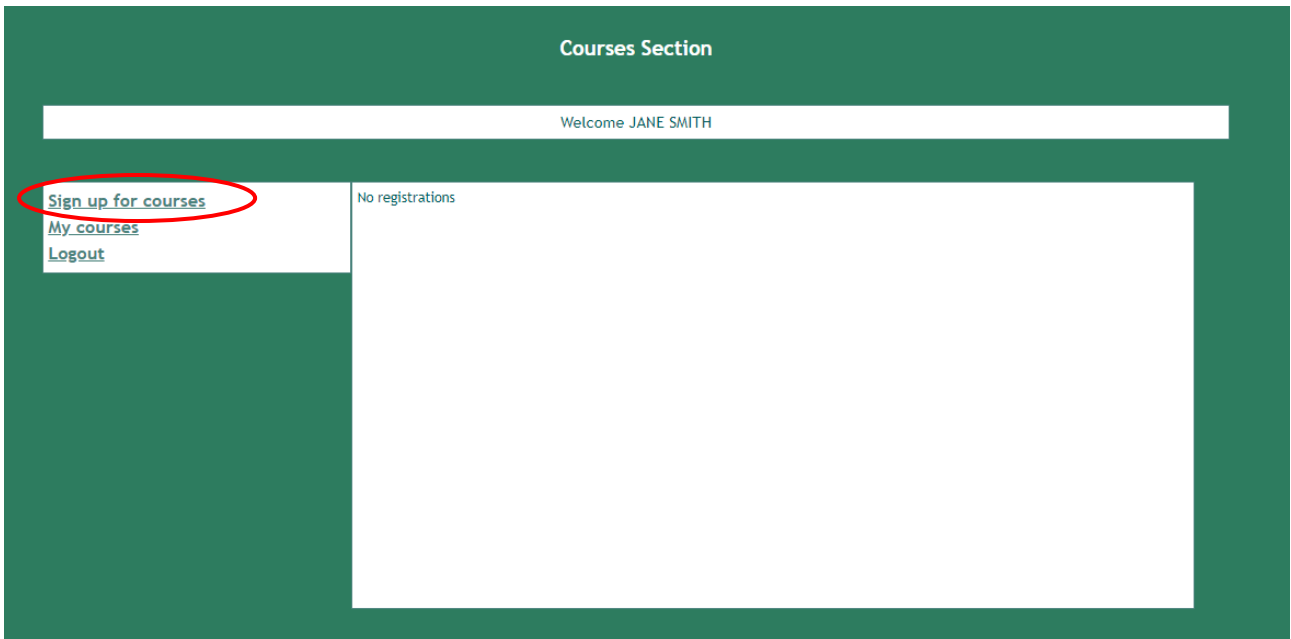 Courses Section
Welcome JANE SMITH
Sign up for courses
My courses
Logout
No registrations